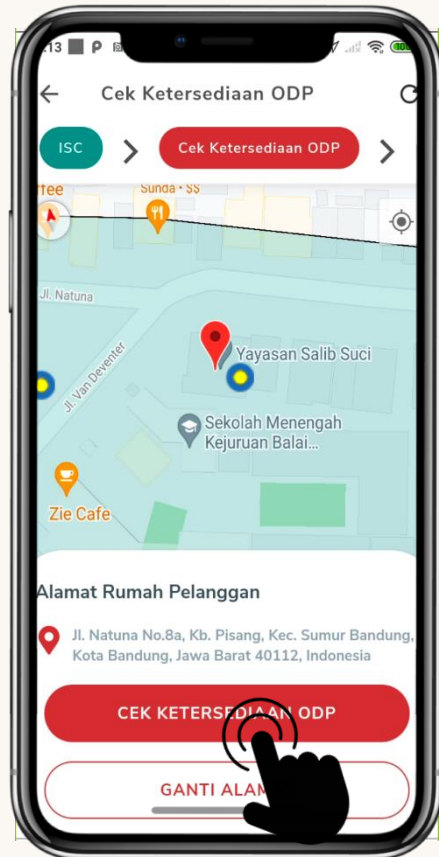 :13
100
Cek Ketersediaan ODP
ISC
Cek Ketersediaan ODP
Sunda • $$
Jl. Natuna
Jl. Van Deventer
Yayasan Salib Suci
Sekolah Menengah
Kejuruan Balai...
Zie Cafe
Alamat Rumah Pelanggan
Jl. Natuna No.8a, Kb. Pisang, Kec. Sumur Bandung,
Kota Bandung, Jawa Barat 40112, Indonesia
CEK KETERSEDIAAN ODP
GANTI ALAM